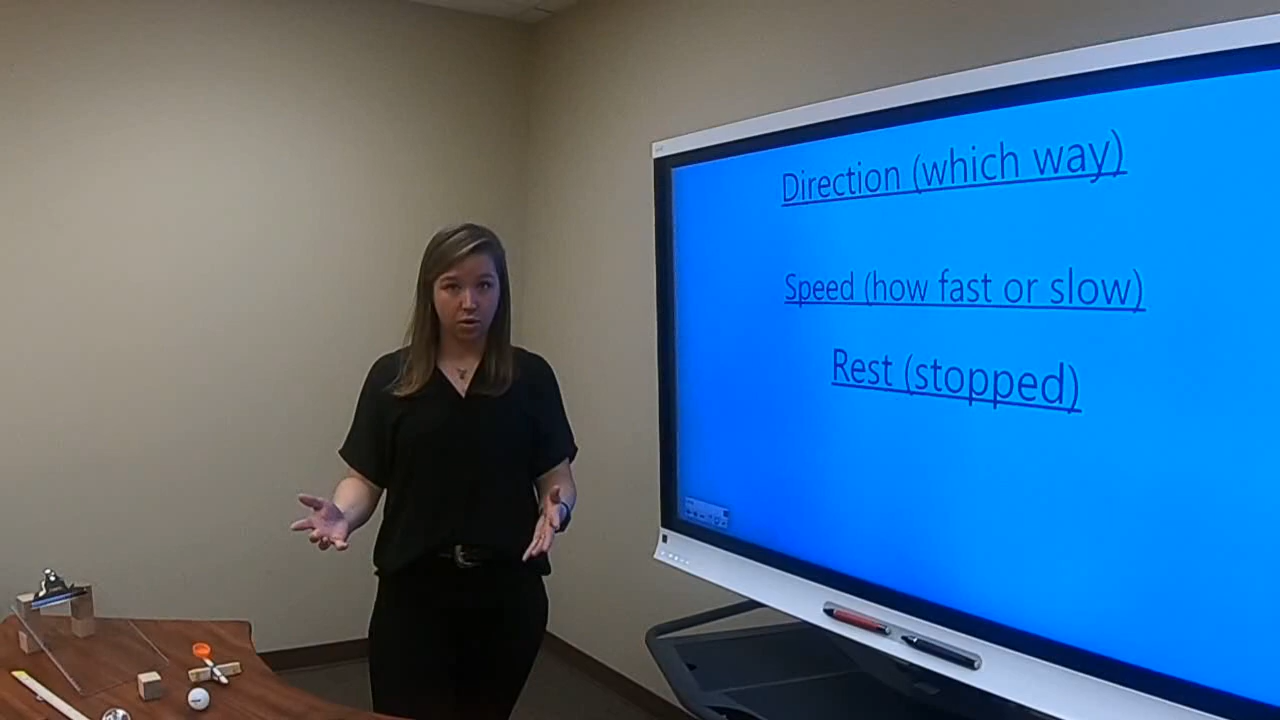 Direction (which way)
Speed (how fast or slow)
Rest (stopped)